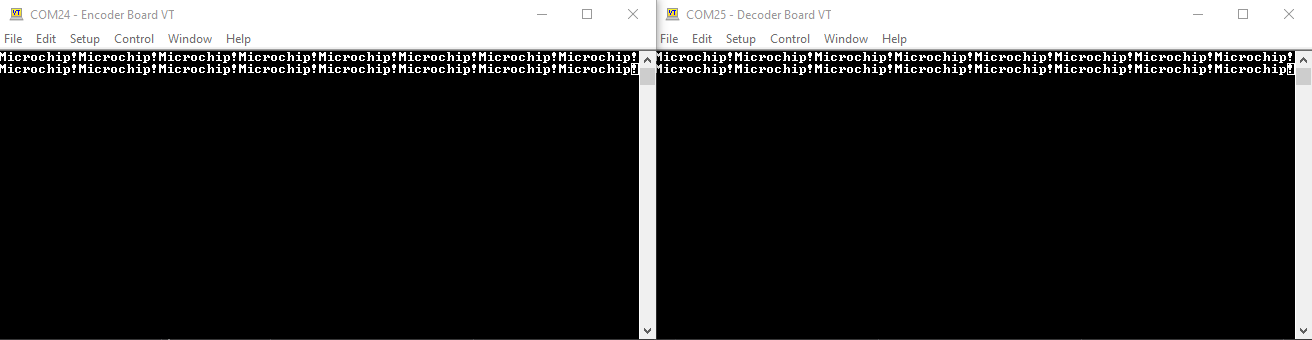 COM24 - Encoder Board VT
File Edit Setup Control Window Help
Microchip!Microchip!Microchip!Microchip!Microchip!Microchip!Microchip!Microchip!
Microchip!Microchip!Microchip!Microchip!Microchip!Microchip!Microchip!Microchip!
COM25 - Decoder Board VT
File Edit Setup Control Window Help
Microchip!Microchip!Microchip!Microchip!Microchip!Microchip!Microchip!Microchip!
Microchip!Microchip!Microchip!Microchip!Microchip!Microchip!Microchip!Microchip!